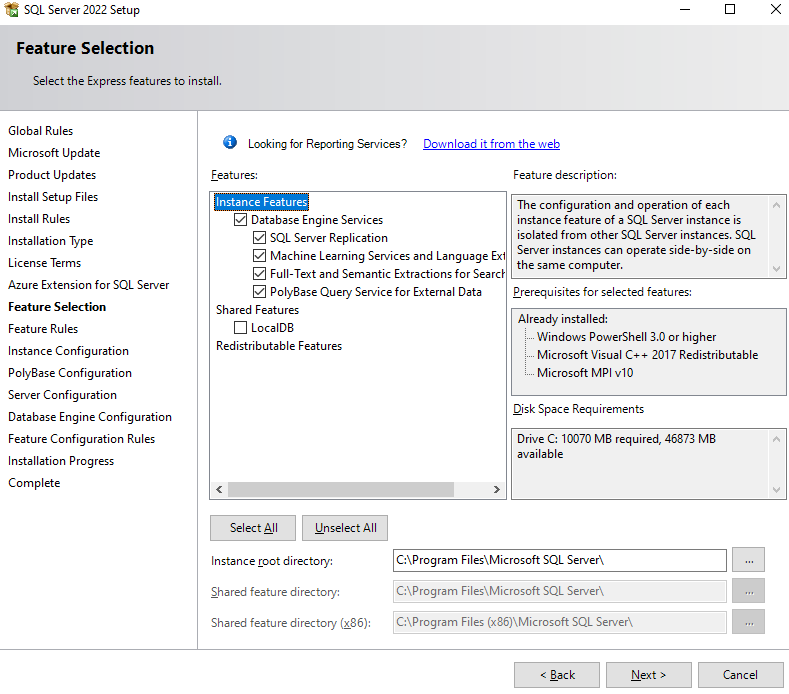 SQL Server 2022 Setup
Feature Selection
Select the Express features to install.
Global Rules
Microsoft Update
Product Updates
Install Setup Files
Install Rules
Installation Type
License Terms
Azure Extension for SQL Server
Feature Selection
Feature Rules
Instance Configuration
PolyBase Configuration
Server Configuration
Database Engine Configuration
Feature Configuration Rules
Installation Progress
Complete
Looking for Reporting Services? Download it from the web
Features:
Instance Features
Database Engine Services
SQL Server Replication
Machine Learning Services and Language Ext
Full-Text and Semantic Extractions for Search
PolyBase Query Service for External Data
Shared Features
LocalDB
Redistributable Features
Feature description:
The configuration and operation of each
instance feature of a SQL Server instance is
isolated from other SQL Server instances. SQL
Server instances can operate side-by-side on
the same computer.
Prerequisites for selected features:
Already installed:
Windows PowerShell 3.0 or higher
Microsoft Visual C++ 2017 Redistributable
Microsoft MPI v10
Disk Space Requirements
Drive C: 10070 MB required, 46873 MB
available
Select All
Unselect All
Instance root directory:
C:\Program Files\Microsoft SQL Server\
...
Shared feature directory:
C:\Program Files\Microsoft SQL Server\
...
Shared feature directory (x86):
C:\Program Files (x86)\Microsoft SQL Server\
...
< Back
Next >
Cancel